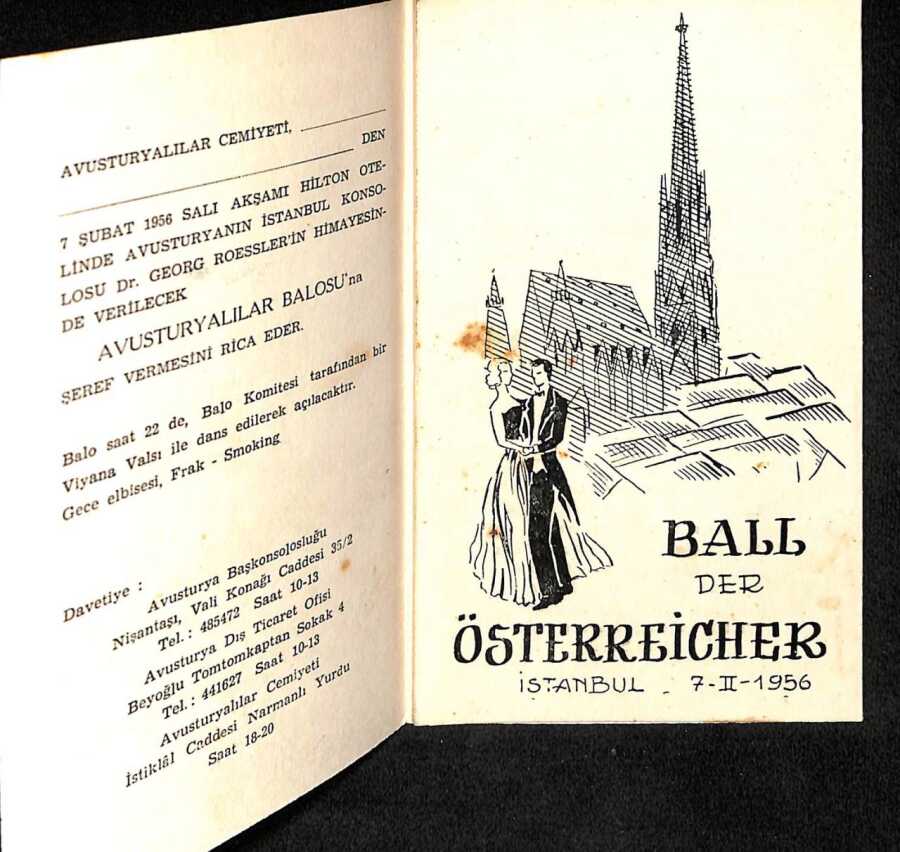 AVUSTURYALILAR CEMİYETİ,
DEN
7 ŞUBAT 1956 SALI AKŞAMI HİLTON OTE-
LİNDE AVUSTURYANIN İSTANBUL KONSO-
LOSU Dr. GEORG ROESSLER'İN HİMAYESİN-
DE VERİLECEK
AVUSTURYALILAR BALOSU'na
ŞEREF VERMESİNİ RİCA EDER.
Balo saat 22 de, Balo Komitesi tarafından bir
Viyana Valsı ile dans edilerek açılacaktır.
Gece elbisesi, Frak - Smoking
Davetiye :
Avusturya Başkonsolosluğu
Nişantaşı, Vali Konağı Caddesi 35/2
Tel. : 485472 Saat 10-13
Avusturya Dış Ticaret Ofisi
Beyoğlu Tomtomkaptan Sokak 4
Tel. : 441627 Saat 10-13
Avusturyalılar Cemiyeti
İstiklâl Caddesi Narmanlı Yurdu
Saat 18-20
BALL
DER
ÖSTERREİCHER
İSTANBUL - 7-II-1956